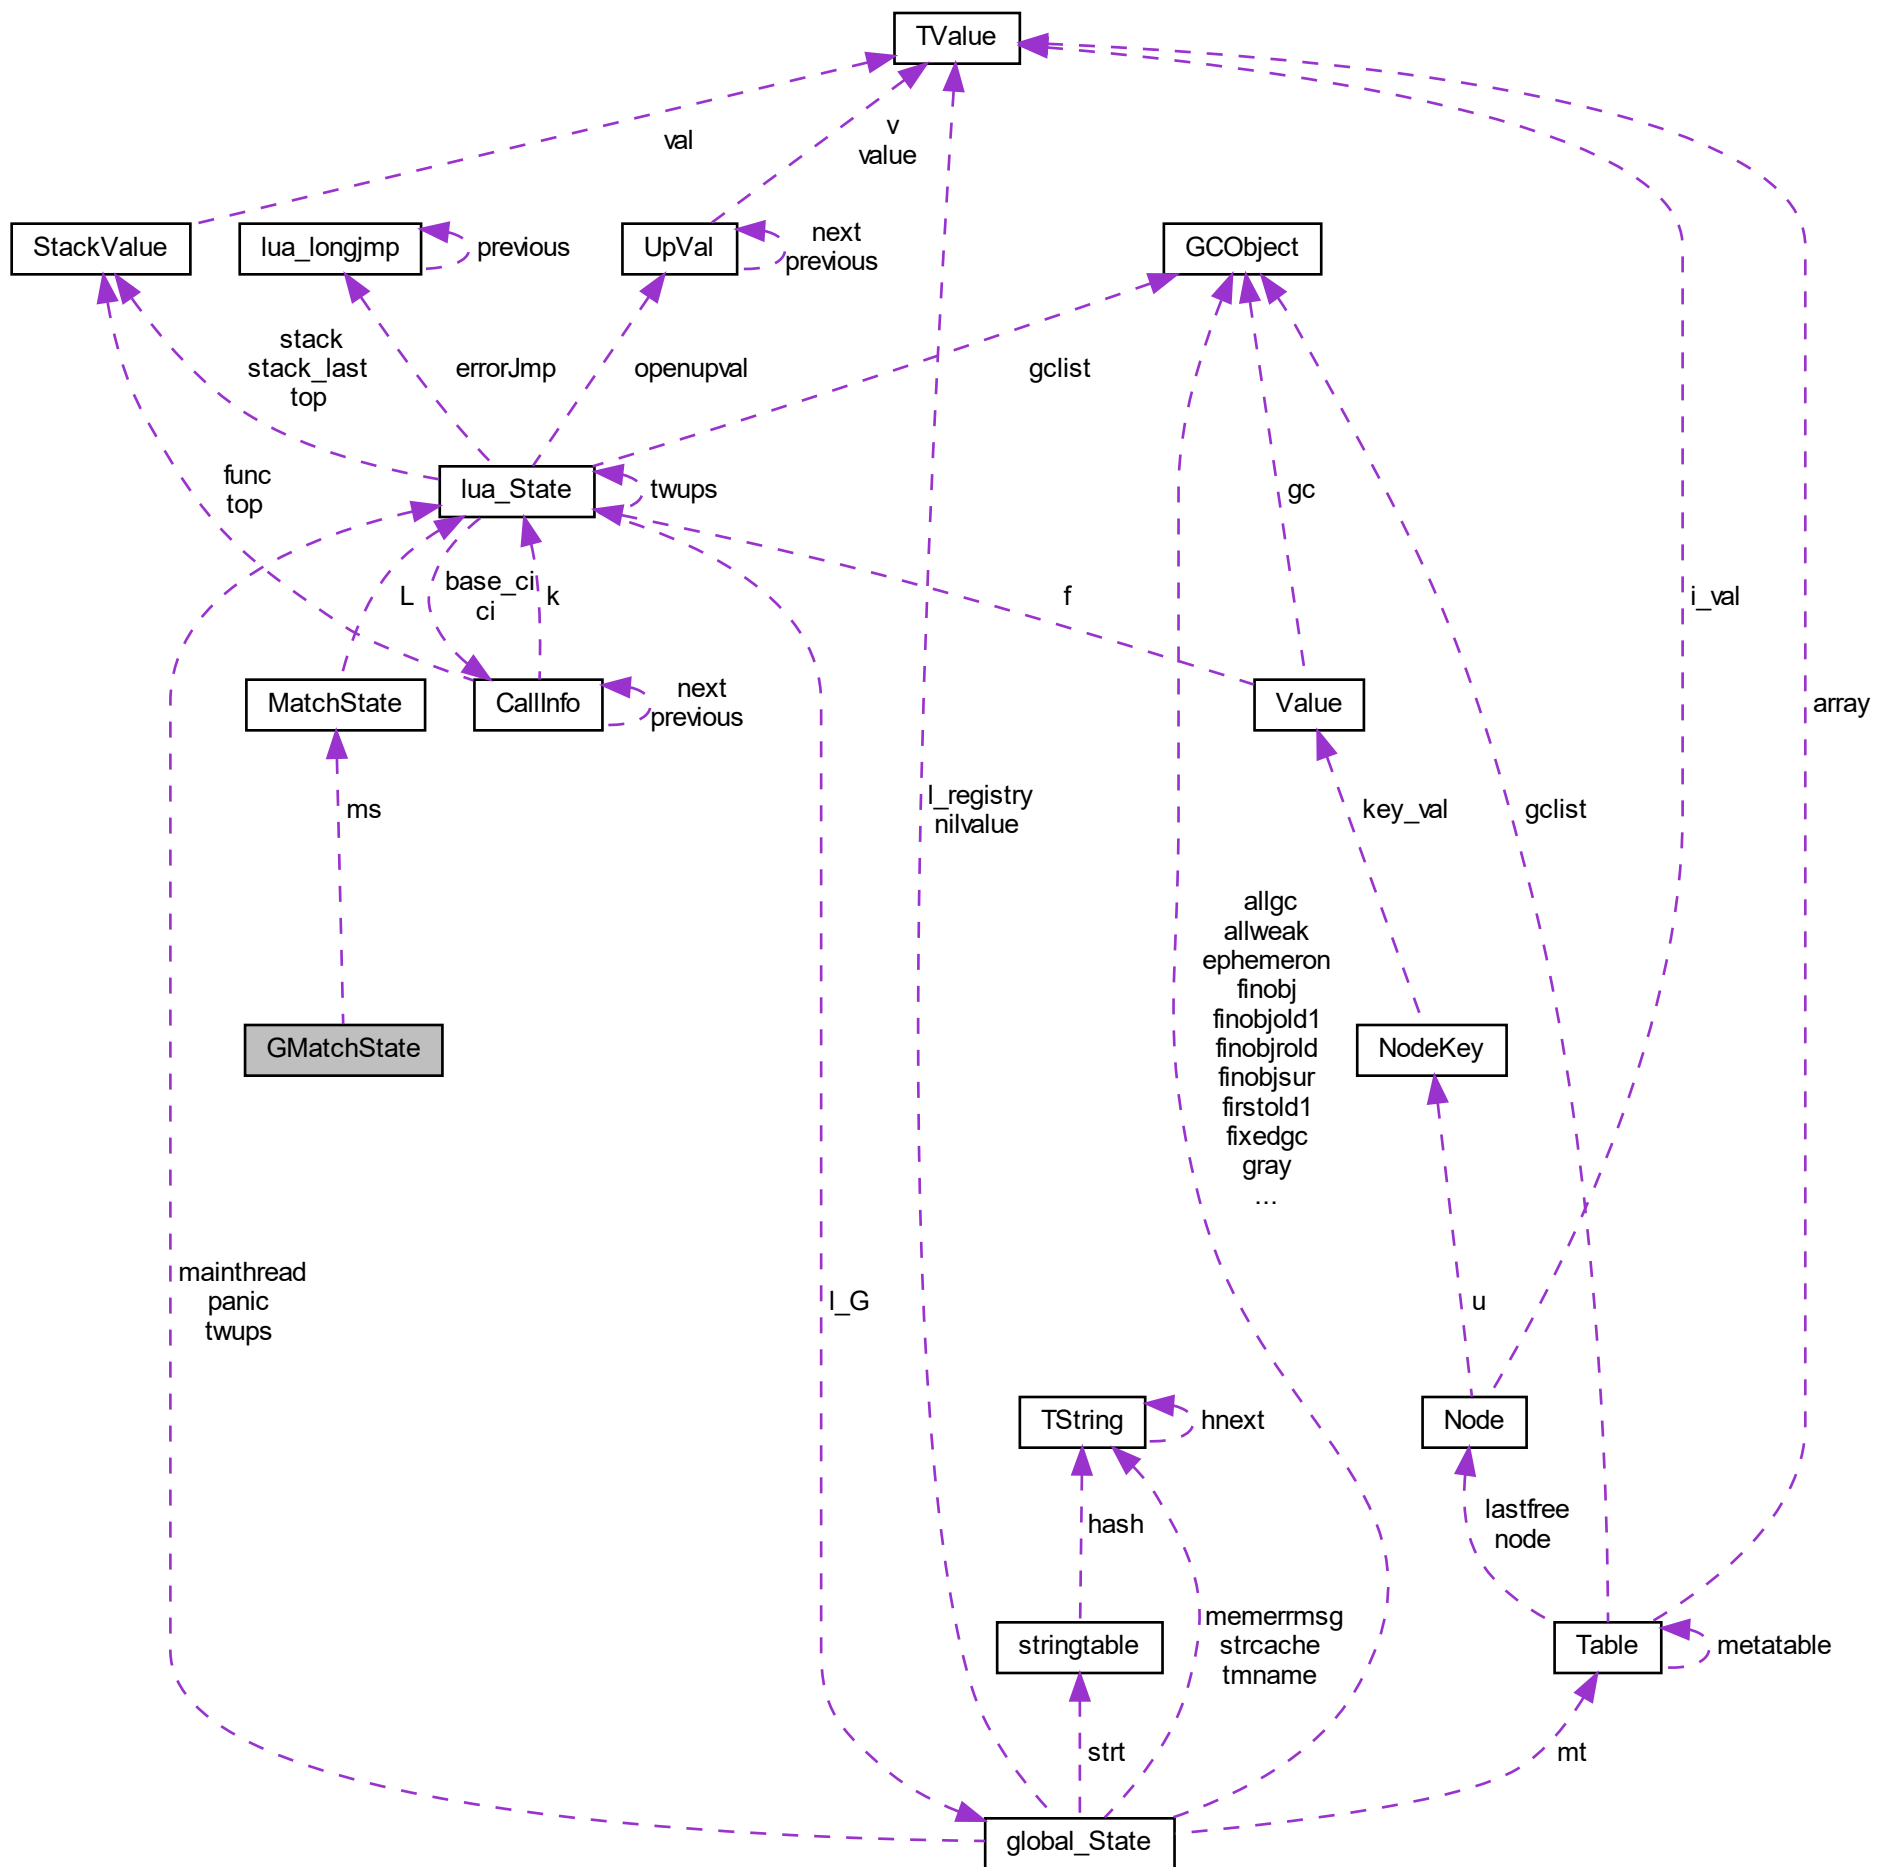 TValue
val
v
value
StackValue
lua_longjmp
previous
UpVal
next
previous
GCObject
stack
stack_last
top
errorJmp
openupval
gclist
func
top
lua_State
twups
gc
L
base_ci
ci
k
f
i_val
MatchState
CallInfo
next
previous
Value
array
ms
l_registry
nilvalue
key_val
gclist
allgc
allweak
ephemeron
finobj
finobjold1
finobjrold
finobjsur
firstold1
fixedgc
gray
...
GMatchState
NodeKey
mainthread
panic
twups
l_G
u
TString
hnext
Node
hash
lastfree
node
memerrmsg
strcache
tmname
stringtable
Table
metatable
strt
mt
global_State